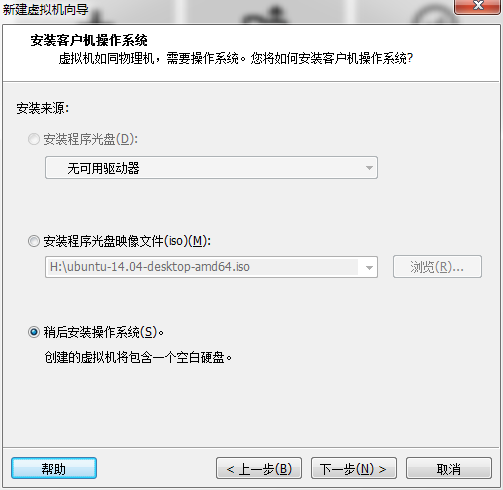 新建虚拟机向导
安装客户机操作系统
虚拟机如同物理机，需要操作系统。您将如何安装客户机操作系统?
安装来源:
安装程序光盘(D):
无可用驱动器
安装程序光盘映像文件(iso)(M):
H:\ubuntu-14.04-desktop-amd64.iso
浏览(R)...
稍后安装操作系统(S)。
创建的虚拟机将包含一个空白硬盘。
帮助
< 上一步(B)
下一步(N) >
取消